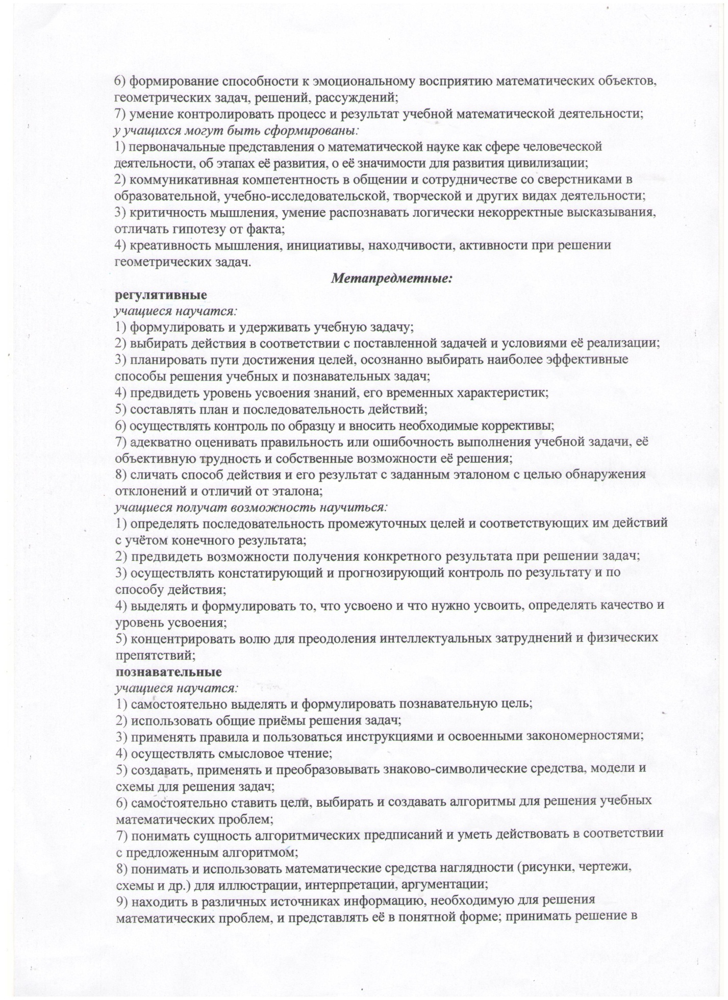 6) формирование способности к эмоциональному восприятию математических объектов,
геометрических задач, решений, рассуждений;
7) умение контролировать процесс и результат учебной математической деятельности;
у учащихся могут быть сформированы:
1) первоначальные представления о математической науке как сфере человеческой
деятельности, об этапах её развития, о её значимости для развития цивилизации;
2) коммуникативная компетентность в общении и сотрудничестве со сверстниками в
образовательной, учебно-исследовательской, творческой и других видах деятельности;
3) критичность мышления, умение распознавать логически некорректные высказывания,
отличать гипотезу от факта;
4) креативность мышления, инициативы, находчивости, активности при решении
геометрических задач.
Метапредметные:
регулятивные
учащиеся научатся:
1) формулировать и удерживать учебную задачу;
2) выбирать действия в соответствии с поставленной задачей и условиями её реализации;
3) планировать пути достижения целей, осознанно выбирать наиболее эффективные
способы решения учебных и познавательных задач;
4) предвидеть уровень усвоения знаний, его временных характеристик;
5) составлять план и последовательность действий;
6) осуществлять контроль по образцу и вносить необходимые коррективы;
7) адекватно оценивать правильность или ошибочность выполнения учебной задачи, её
объективную трудность и собственные возможности её решения;
8) сличать способ действия и его результат с заданным эталоном с целью обнаружения
отклонений и отличий от эталона;
учащиеся получат возможность научиться:
1) определять последовательность промежуточных целей и соответствующих им действий
с учётом конечного результата;
2) предвидеть возможности получения конкретного результата при решении задач;
3) осуществлять констатирующий и прогнозирующий контроль по результату и по
способу действия;
4) выделять и формулировать то, что усвоено и что нужно усвоить, определять качество и
уровень усвоения;
5) концентрировать волю для преодоления интеллектуальных затруднений и физических
препятствий;
познавательные
учащиеся научатся:
1) самостоятельно выделять и формулировать познавательную цель;
2) использовать общие приёмы решения задач;
3) применять правила и пользоваться инструкциями и освоенными закономерностями;
4) осуществлять смысловое чтение;
5) создавать, применять и преобразовывать знаково-символические средства, модели и
схемы для решения задач;
6) самостоятельно ставить цели, выбирать и создавать алгоритмы для решения учебных
математических проблем;
7) понимать сущность алгоритмических предписаний и уметь действовать в соответствии
с предложенным алгоритмом;
8) понимать и использовать математические средства наглядности (рисунки, чертежи,
схемы и др.) для иллюстрации, интерпретации, аргументации;
9) находить в различных источниках информацию, необходимую для решения
математических проблем, и представлять её в понятной форме; принимать решение в